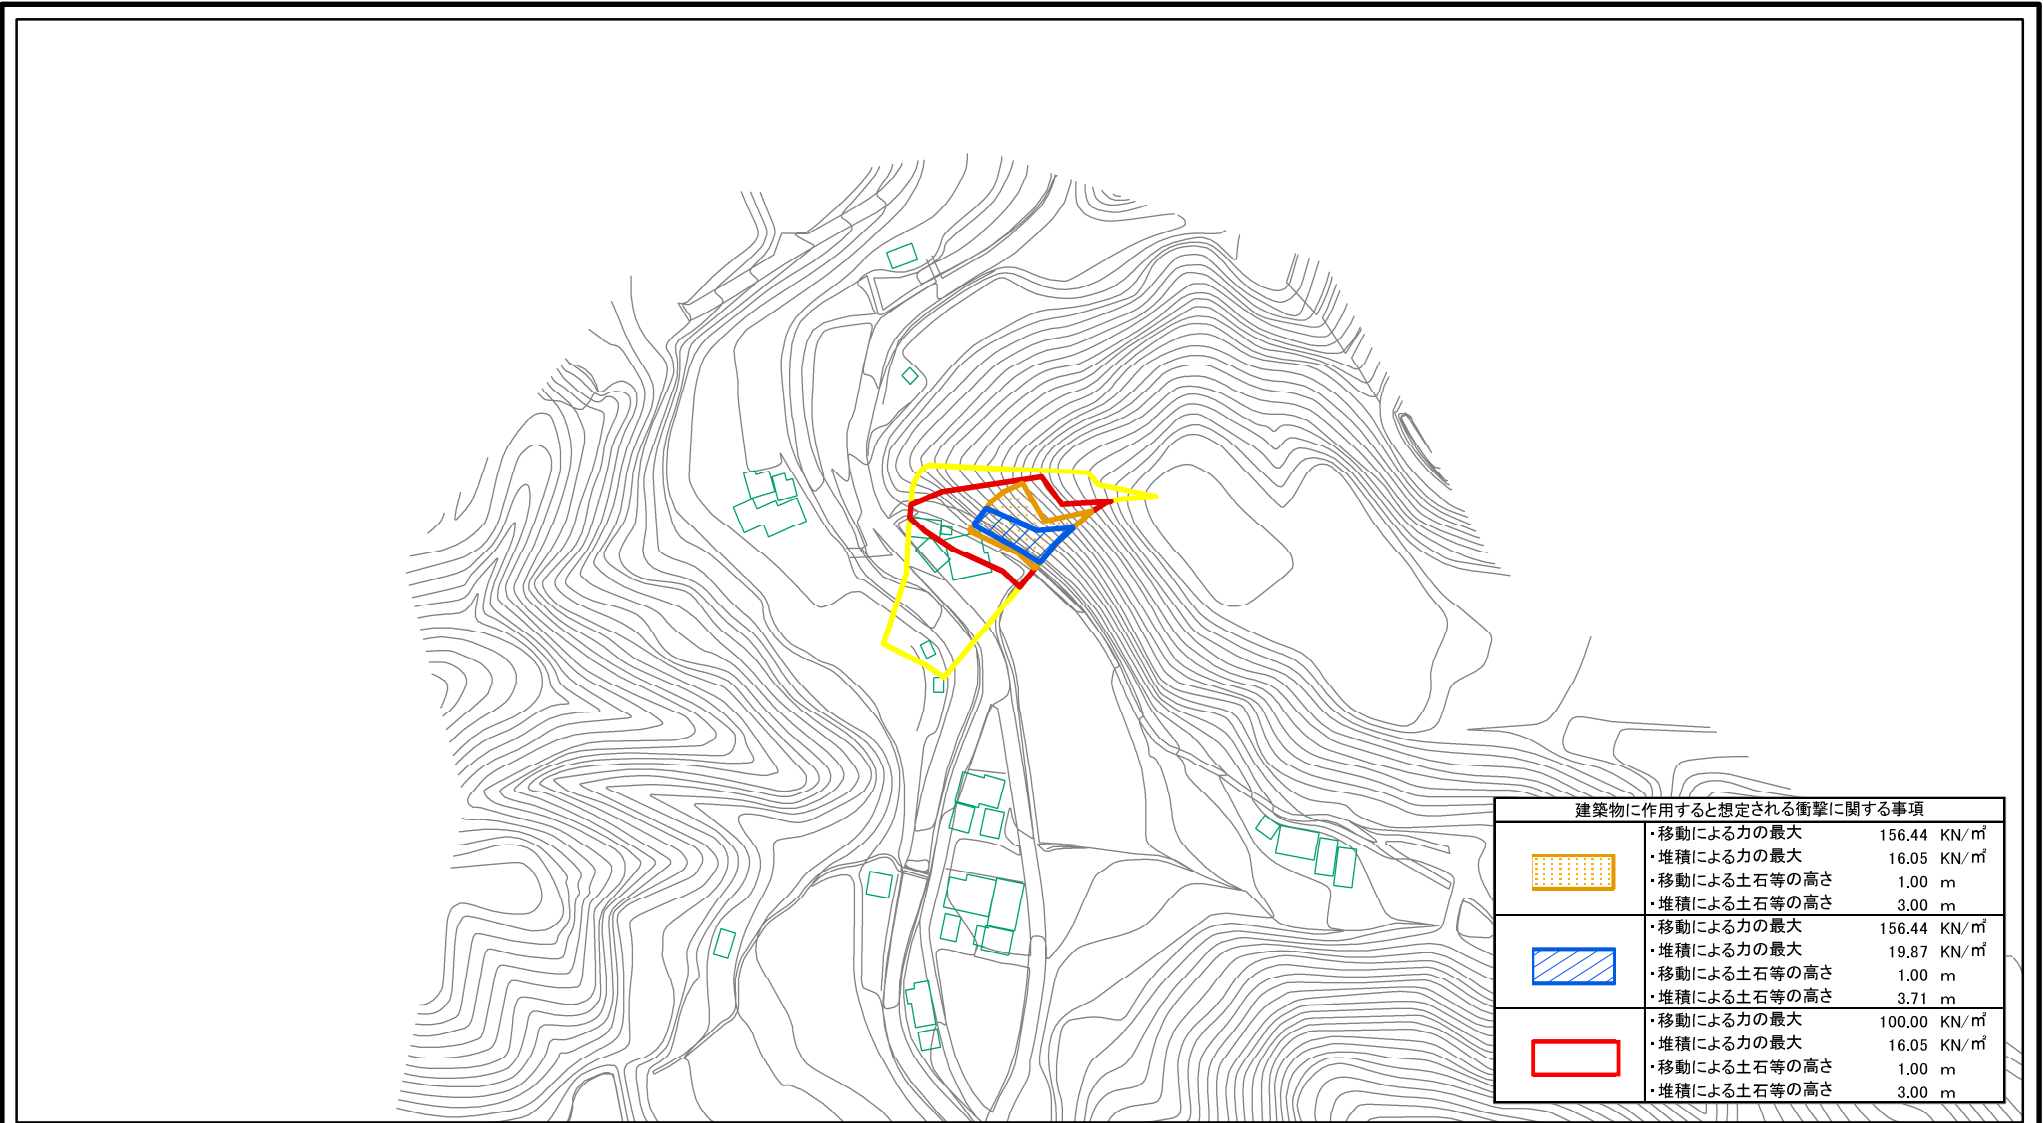 建築物に作用すると想定される衝撃に関する事項
・移動による力の最大 156.44 KN/㎡
・堆積による力の最大 16.05 KN/㎡
・移動による土石等の高さ 1.00 m
・堆積による土石等の高さ 3.00 m
・移動による力の最大 156.44 KN/㎡
・堆積による力の最大 19.87 KN/㎡
・移動による土石等の高さ 1.00 m
・堆積による土石等の高さ 3.71 m
・移動による力の最大 100.00 KN/㎡
・堆積による力の最大 16.05 KN/㎡
・移動による土石等の高さ 1.00 m
・堆積による土石等の高さ 3.00 m